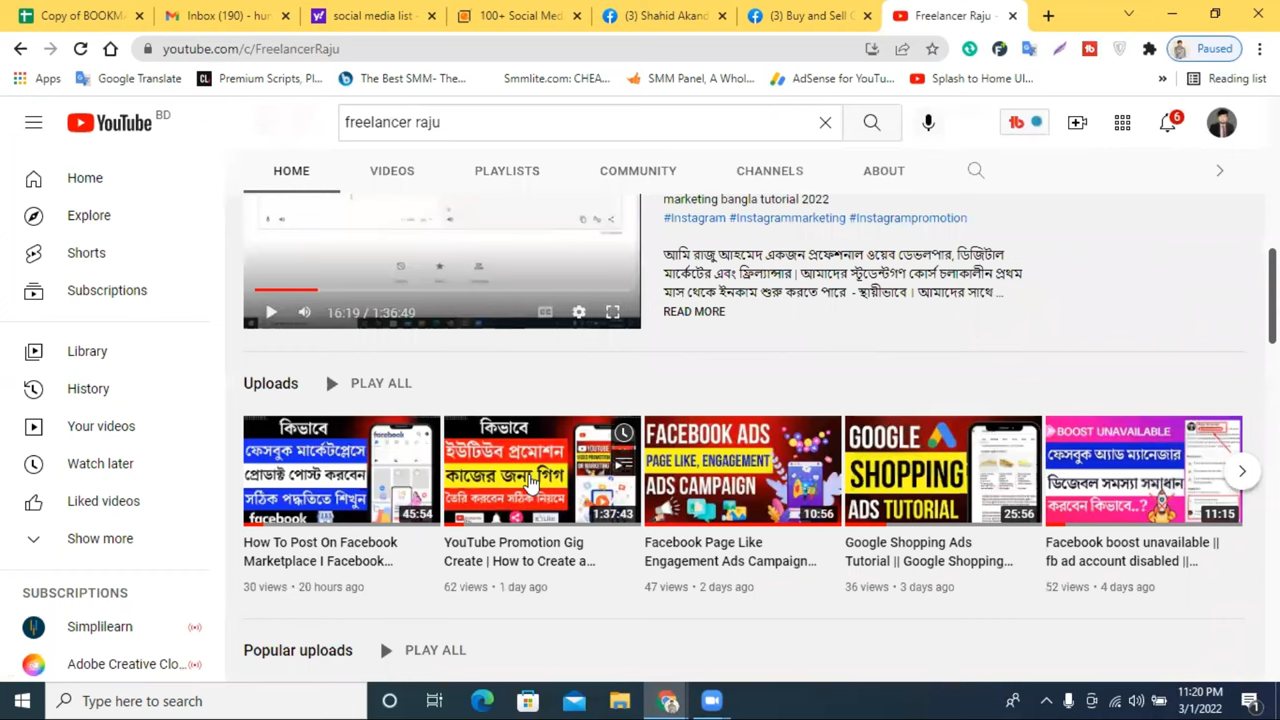 Copy of BOOKM
Inbox (190) - hur
social media list -
100+ Social Med
(3) Shahid Akand
(3) Buy and Sell C
Freelancer Raju -
youtube.com/c/FreelancerRaju
Paused
Apps
Google Translate
Premium Scripts, Pl...
The Best SMM- The...
Smmlite.com: CHEA...
SMM Panel, A Whol...
AdSense for YouTu...
Splash to Home UI...
»
Reading list
YouTube BD
freelancer raju
6
HOME
VIDEOS
PLAYLISTS
COMMUNITY
CHANNELS
ABOUT
Home
Explore
Shorts
Subscriptions
Library
History
Your videos
Watch later
Liked videos
Show more
SUBSCRIPTIONS
Simplilearn
Adobe Creative Clo...
marketing bangla tutorial 2022
#Instagram #Instagrammarketing #Instagrampromotion
আমি রাজু আহমেদ একজন প্রফেশনাল ওয়েব ডেভলপার, ডিজিটাল
মার্কেটের এবং ফ্রিল্যান্সার। আমাদের স্টুডেন্টগণ কোর্স চলাকালীন প্রথম
মাস থেকে ইনকাম শুরু করতে পারে - স্থায়ীভাবে । আমাদের সাথে ...
READ MORE
16:19 / 1:36:49
Uploads
PLAY ALL
কিভাবে
ফেসবুক মার্কেটপ্লেসে
প্রোডাক্ট পোস্ট করবেন
সঠিক পদ্ধতিতে শিখুন
facebook
45:54
How To Post On Facebook
Marketplace I Facebook...
30 views • 20 hours ago
কিভাবে
ইউটিউব প্রমোশন
কাজের জন্য গিগ
তৈরি করবেন সঠিক নিয়মে
1:37:43
YouTube Promotion Gig
Create | How to Create a...
62 views • 1 day ago
FACEBOOK ADS
PAGE LIKE, ENGAGEMENT
ADS CAMPAIGN
10:56
Facebook Page Like
Engagement Ads Campaign...
47 views • 2 days ago
GOOGLE
SHOPPING
ADS TUTORIAL
25:56
Google Shopping Ads
Tutorial || Google Shopping...
36 views • 3 days ago
BOOST UNAVAILABLE
ফেসবুক অ্যাড ম্যানেজার
ডিজেবল সমস্যা সমাধান
করবেন কিভাবে..?
11:15
Facebook boost unavailable ||
fb ad account disabled ||...
52 views • 4 days ago
Popular uploads
PLAY ALL
Type here to search
11:20 PM
3/1/2022
1